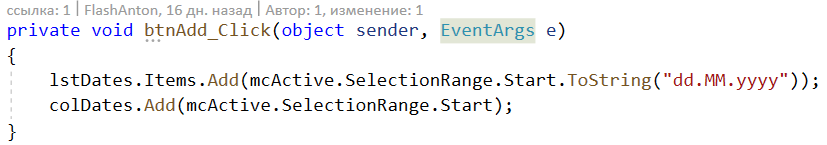 ссылка: 1 | FlashAnton, 16 дн. назад | Автор: 1, изменение: 1
private void btnAdd_Click(object sender, EventArgs e)
{
    lstDates.Items.Add(mcActive.SelectionRange.Start.ToString("dd.MM.yyyy"));
    colDates.Add(mcActive.SelectionRange.Start);
}